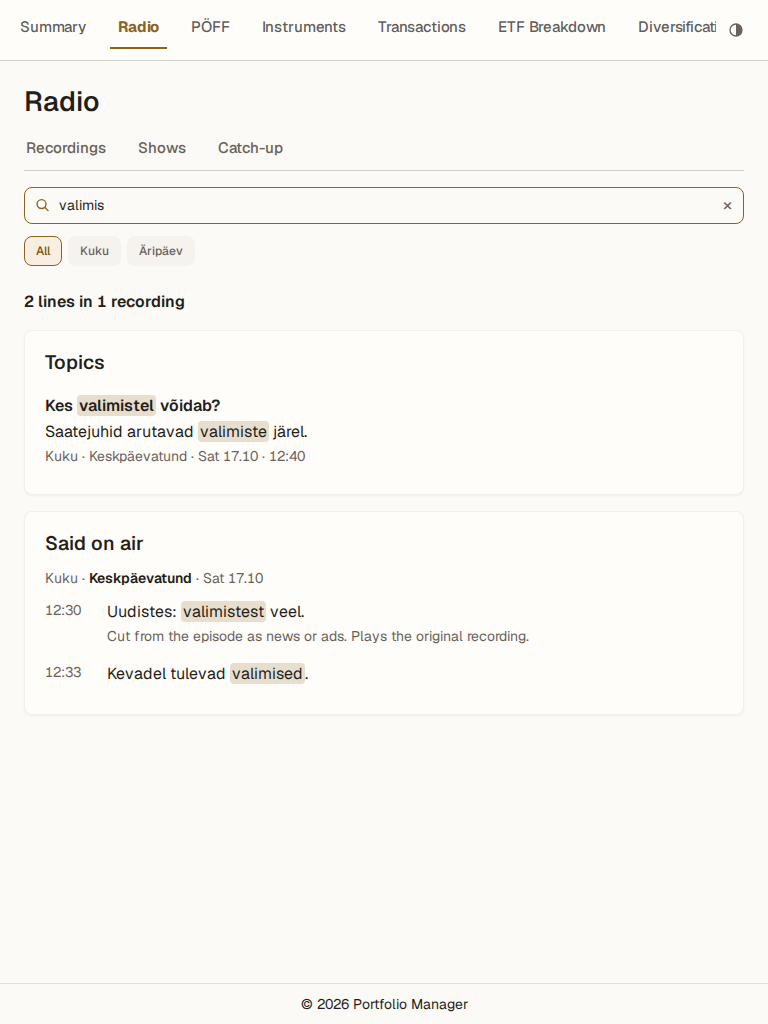 Summary Radio PÖFF Instruments Transactions ETF Breakdown Diversificati
Radio
Recordings Shows Catch-up
valimis ×
All Kuku Äripäev
2 lines in 1 recording
Topics
Kes valimistel võidab?
Saatejuhid arutavad valimiste järel.
Kuku · Keskpäevatund · Sat 17.10 · 12:40
Said on air
Kuku · Keskpäevatund · Sat 17.10
12:30 Uudistes: valimistest veel.
Cut from the episode as news or ads. Plays the original recording.
12:33 Kevadel tulevad valimised.
© 2026 Portfolio Manager